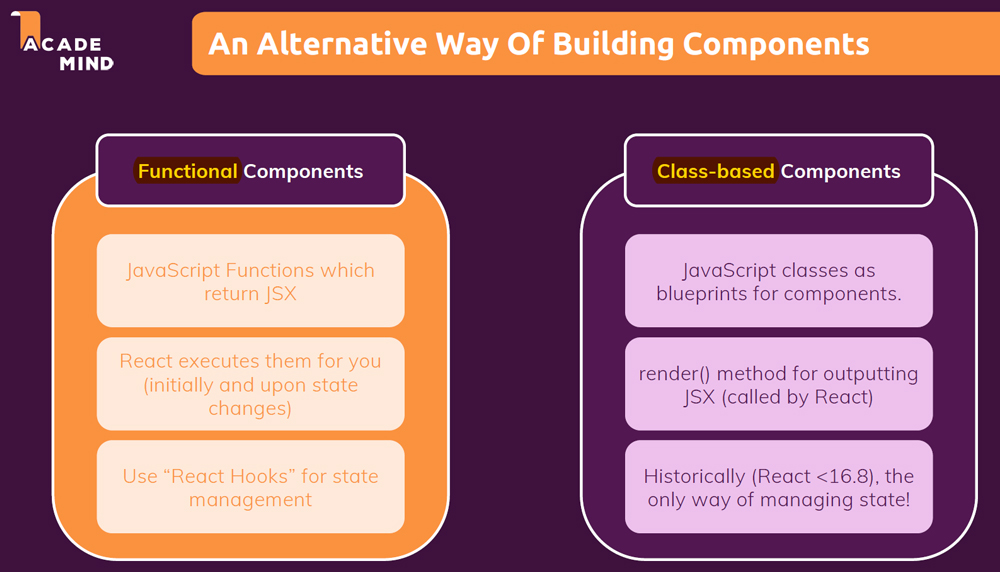 ACADE
MIND
An Alternative Way Of Building Components
Functional Components
JavaScript Functions which
return JSX
React executes them for you
(initially and upon state
changes)
Use “React Hooks” for state
management
Class-based Components
JavaScript classes as
blueprints for components.
render() method for outputting
JSX (called by React)
Historically (React <16.8), the
only way of managing state!